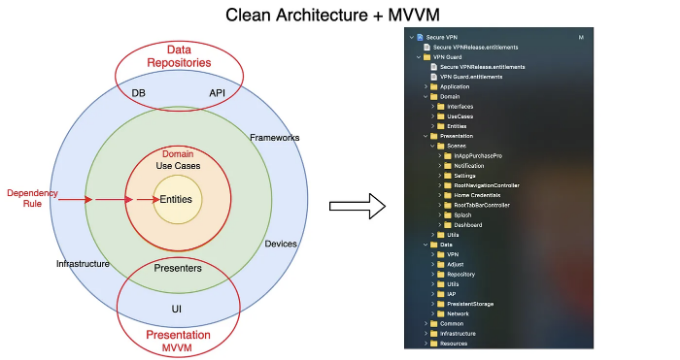 Clean Architecture + MVVM
Data
Repositories
DB
API
Frameworks
Domain
Use Cases
Dependency
Rule
Entities
Devices
Infrastructure
Presenters
UI
Presentation
MVVM
Secure VPN
M
Secure VPNRelease.entitlements
VPN Guard
Secure VPNRelease.entitlements
VPN Guard.entitlements
Application
Domain
Interfaces
UseCases
Entities
Presentation
Scenes
InAppPurchasePro
Notification
Settings
RootNavigationController
Home Credentials
RootTabBarController
Splash
Dashboard
Utils
Data
VPN
Adjust
Repository
Utils
IAP
PresistentStorage
Network
Common
Infrastructure
Resources